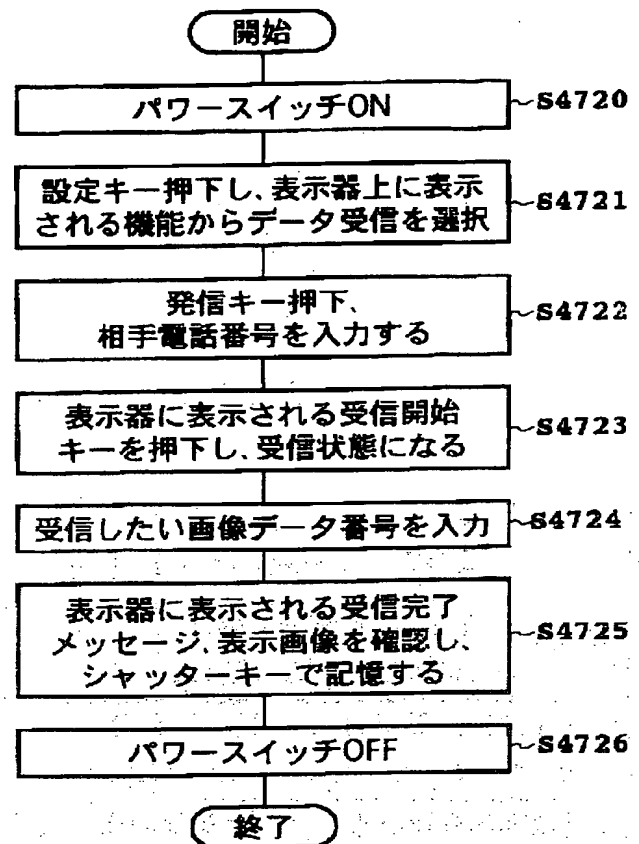 開始
パワースイッチON
S4720
設定キー押下し、表示器上に表示
される機能からデータ受信を選択
S4721
発信キー押下、
相手電話番号を入力する
S4722
表示器に表示される受信開始
キーを押下し、受信状態になる
S4723
受信したい画像データ番号を入力
S4724
表示器に表示される受信完了
メッセージ、表示画像を確認し、
シャッターキーで記憶する
S4725
パワースイッチOFF
S4726
終了